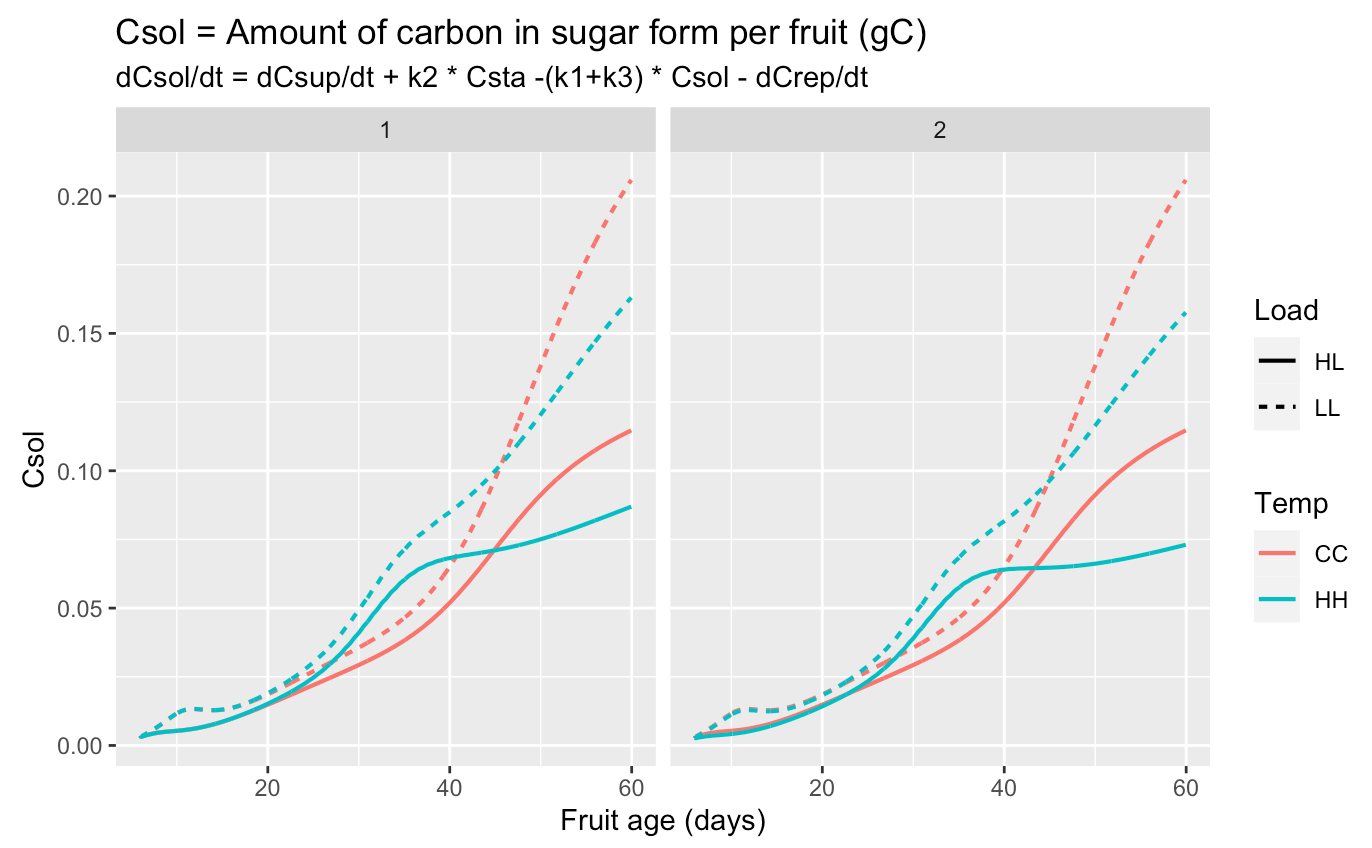 Csol = Amount of carbon in sugar form per fruit (gC)
dCsol/dt = dCsup/dt + k2 * Csta -(k1+k3) * Csol - dCrep/dt
1
2
0.20
0.15
0.10
0.05
0.00
Csol
20
40
60
20
40
60
Fruit age (days)
Load
HL
LL
Temp
CC
HH